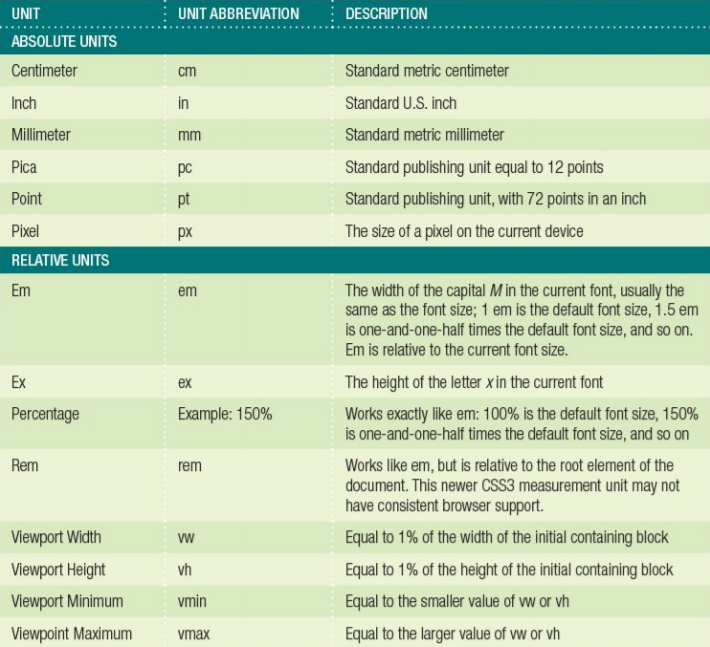 UNIT UNIT ABBREVIATION DESCRIPTION
ABSOLUTE UNITS
Centimeter cm Standard metric centimeter
Inch in Standard U.S. inch
Millimeter mm Standard metric millimeter
Pica pc Standard publishing unit equal to 12 points
Point pt Standard publishing unit, with 72 points in an inch
Pixel px The size of a pixel on the current device
RELATIVE UNITS
Em em The width of the capital M in the current font, usually the
same as the font size; 1 em is the default font size, 1.5 em
is one-and-one-half times the default font size, and so on.
Em is relative to the current font size.
Ex ex The height of the letter x in the current font
Percentage Example: 150% Works exactly like em: 100% is the default font size, 150%
is one-and-one-half times the default font size, and so on
Rem rem Works like em, but is relative to the root element of the
document. This newer CSS3 measurement unit may not
have consistent browser support.
Viewport Width vw Equal to 1% of the width of the initial containing block
Viewport Height vh Equal to 1% of the height of the initial containing block
Viewport Minimum vmin Equal to the smaller value of vw or vh
Viewpoint Maximum vmax Equal to the larger value of vw or vh